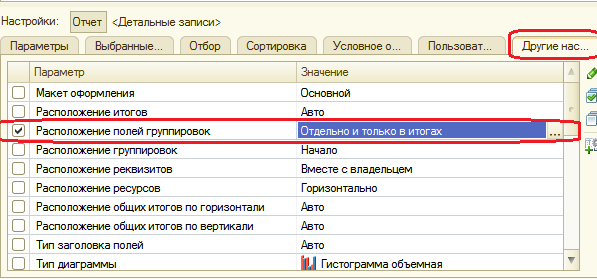 Настройки: Отчет <Детальные записи>
Параметры Выбранные... Отбор Сортировка Условное о... Пользоват... Другие нас...
Параметр Значение
Макет оформления Основной
Расположение итогов Авто
Расположение полей группировок Отдельно и только в итогах ...
Расположение группировок Начало
Расположение реквизитов Вместе с владельцем
Расположение ресурсов Горизонтально
Расположение общих итогов по горизонтали Авто
Расположение общих итогов по вертикали Авто
Тип заголовка полей Авто
Тип диаграммы Гистограмма объемная